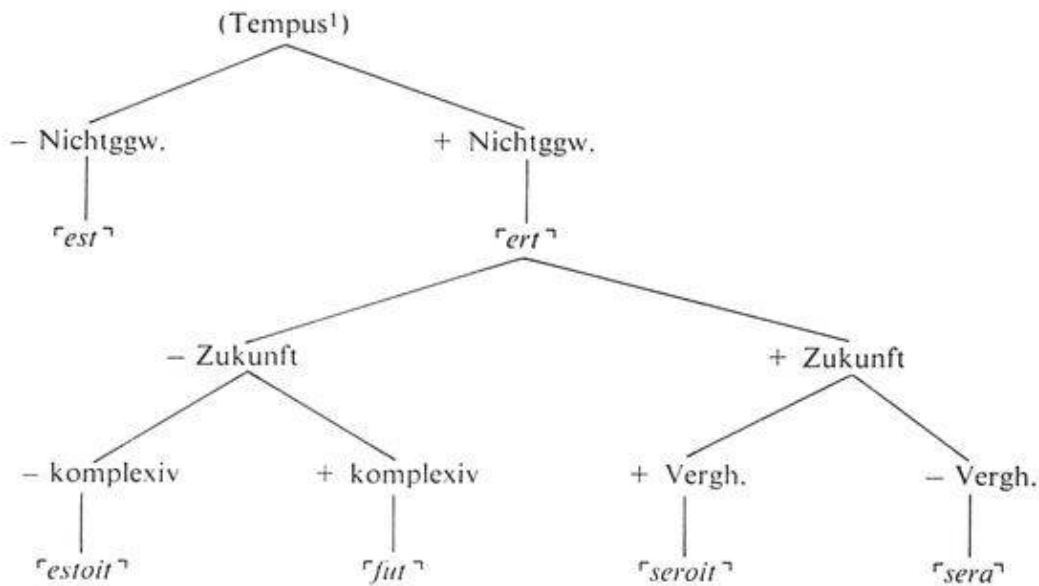 (Tempus¹)
− Nichtggw. + Nichtggw.
⌜est⌝ ⌜ert⌝
− Zukunft + Zukunft
− komplexiv + komplexiv + Vergh. − Vergh.
⌜estoit⌝ ⌜fut⌝ ⌜seroit⌝ ⌜sera⌝